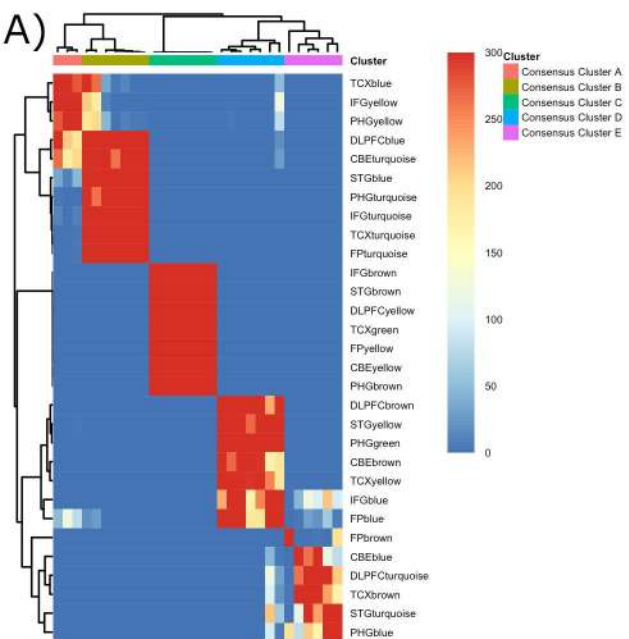 A)
Cluster
TCXblue
IFGyellow
PHGyellow
DLPFCblue
CBEturquoise
STGblue
PHGturquoise
IFGturquoise
TCXturquoise
FPturquoise
IFGbrown
STGbrown
DLPFCyellow
TCXgreen
FPyellow
CBEyellow
PHGbrown
DLPFCbrown
STGyellow
PHGgreen
CBEbrown
TCXyellow
IFGblue
FPblue
FPbrown
CBEblue
DLPFCturquoise
TCXbrown
STGturquoise
PHGblue
300
250
200
150
100
50
0
Cluster
Consensus Cluster A
Consensus Cluster B
Consensus Cluster C
Consensus Cluster D
Consensus Cluster E